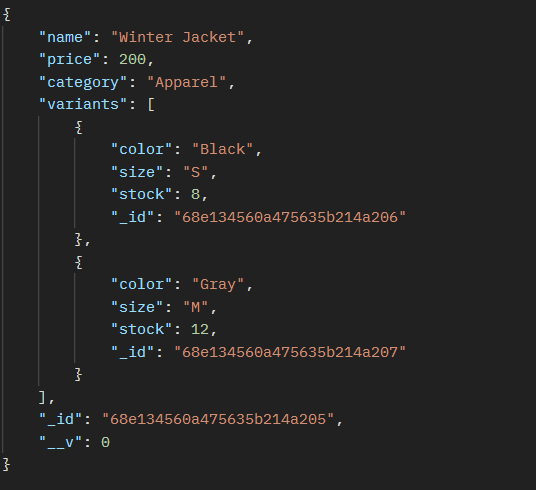 {
    "name": "Winter Jacket",
    "price": 200,
    "category": "Apparel",
    "variants": [
        {
            "color": "Black",
            "size": "S",
            "stock": 8,
            "_id": "68e134560a475635b214a206"
        },
        {
            "color": "Gray",
            "size": "M",
            "stock": 12,
            "_id": "68e134560a475635b214a207"
        }
    ],
    "_id": "68e134560a475635b214a205",
    "__v": 0
}